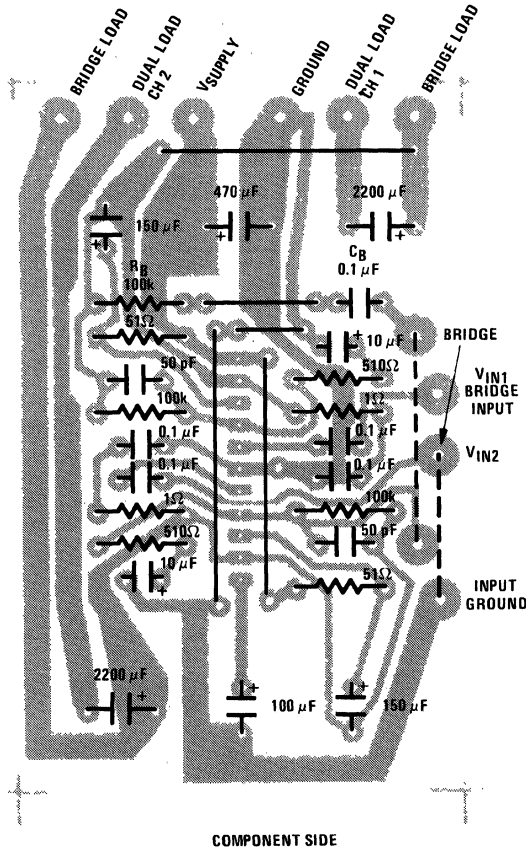 BRIDGE LOAD
DUAL LOAD
CH 2
VSUPPLY
GROUND
DUAL LOAD
CH 1
BRIDGE LOAD
150 µF
+
470 µF
+
2200 µF
+
RB
100k
CB
0.1 µF
51Ω
+
10 µF
BRIDGE
50 pF
510Ω
VIN1
BRIDGE
INPUT
100k
1Ω
0.1 µF
0.1 µF
VIN2
0.1 µF
0.1 µF
1Ω
100k
510Ω
50 pF
10 µF
+
51Ω
INPUT
GROUND
2200 µF
+
+
100 µF
+
150 µF
COMPONENT SIDE